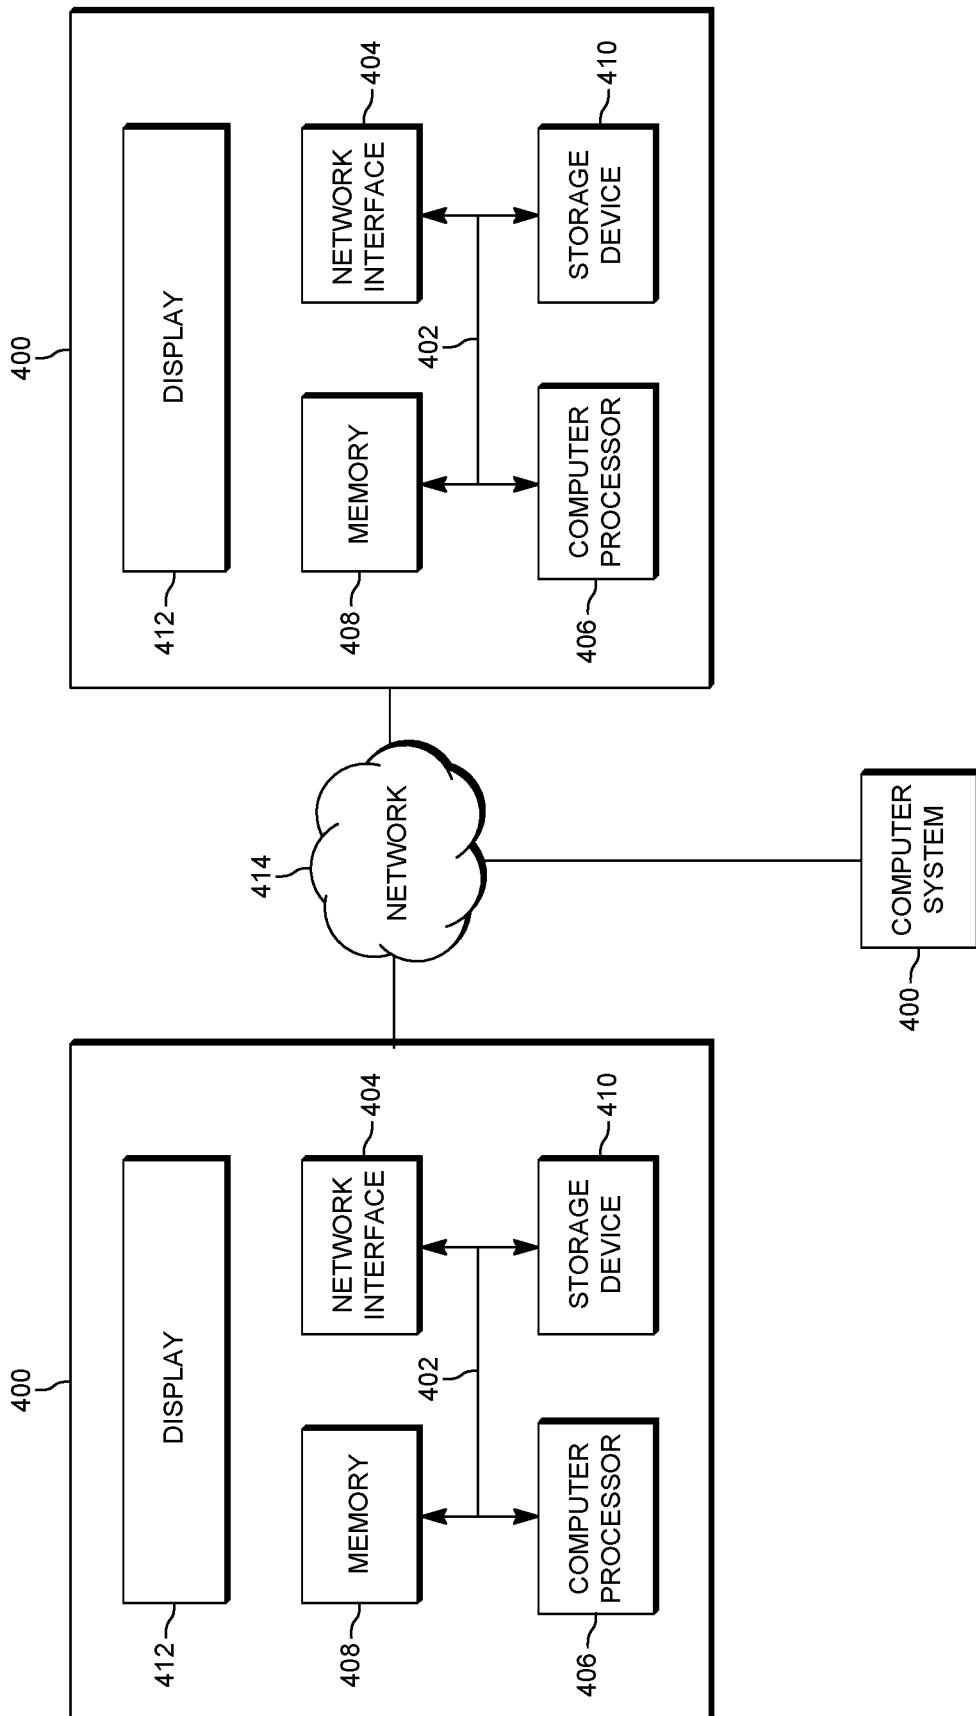 400
412
DISPLAY
408
MEMORY
NETWORK
INTERFACE
404
402
406
COMPUTER
PROCESSOR
STORAGE
DEVICE
410
414
NETWORK
400
412
DISPLAY
408
MEMORY
NETWORK
INTERFACE
404
402
406
COMPUTER
PROCESSOR
STORAGE
DEVICE
410
400
COMPUTER
SYSTEM